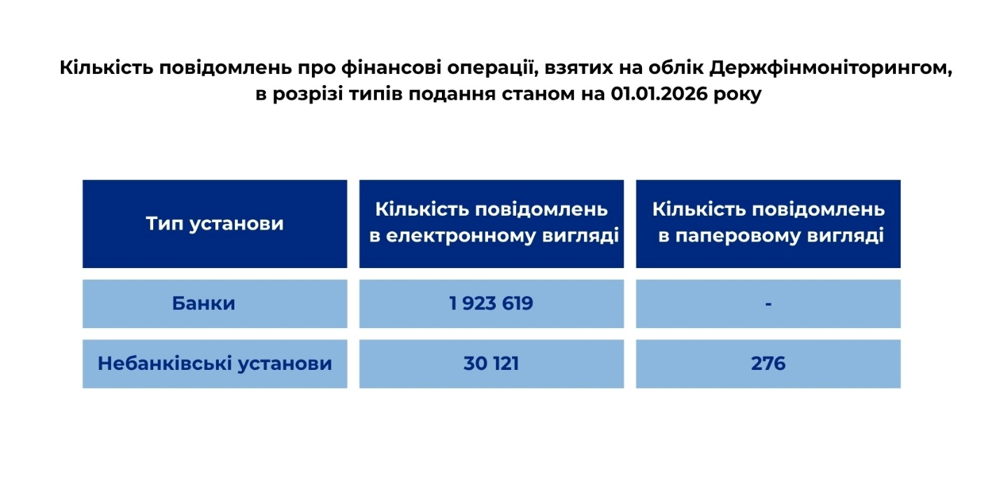 Кількість повідомлень про фінансові операції, взятих на облік Держфінмоніторингом,
в розрізі типів подання станом на 01.01.2026 року
Тип установи
Кількість повідомлень
в електронному вигляді
Кількість повідомлень
в паперовому вигляді
Банки
1 923 619
-
Небанківські установи
30 121
276